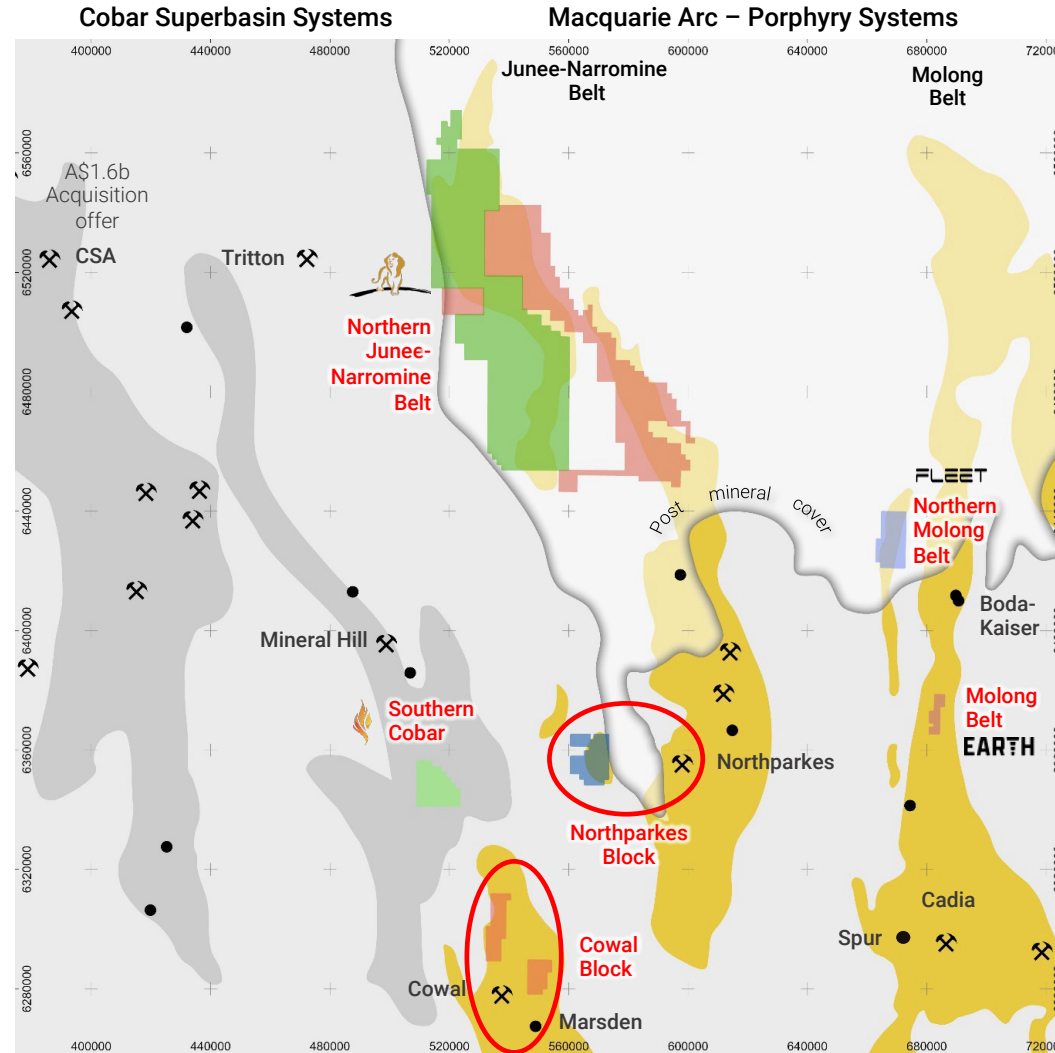 Cobar Superbasin Systems
Macquarie Arc – Porphyry Systems
400000
440000
480000
520000
560000
600000
640000
680000
Junee-Narromine
Belt
Molong
Belt
6560000
6520000
6480000
6440000
6400000
6360000
6320000
6280000
A$1.6b
Acquisition
offer
CSA
Tritton
Northern
Junee-
Narromine
Belt
Post mineral cover
FLEET
Northern
Molong
Belt
Boda-
Kaiser
Mineral Hill
Southern
Cobar
Molong
Belt
EARTH
Northparkes
Northparkes
Block
Cadia
Spur
Cowal
Block
Cowal
Marsden
400000
440000
480000
520000
560000
600000
640000
680000